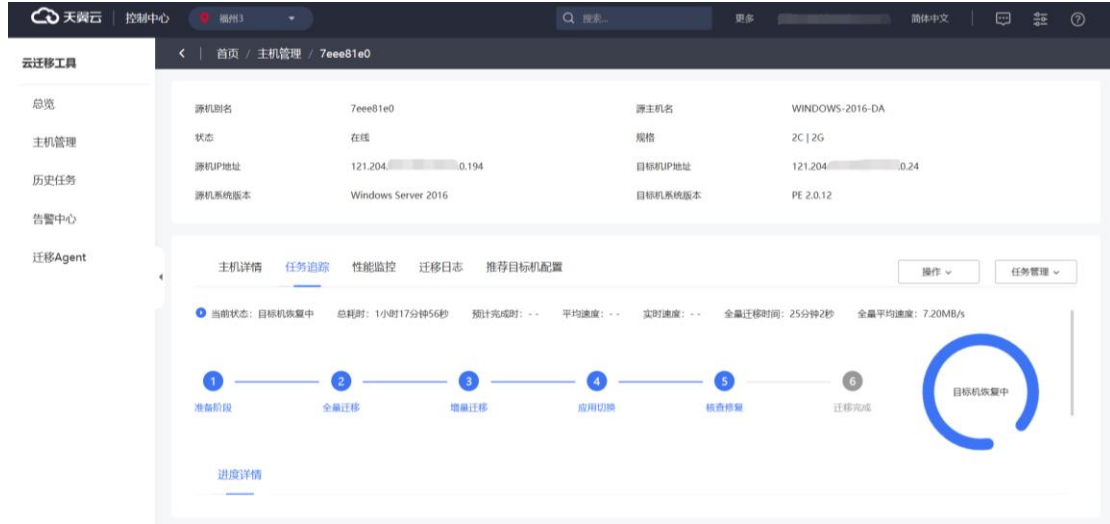 天翼云 控制中心 福州3 搜索... 更多 简体中文
云迁移工具
首页 / 主机管理 / 7eee81e0
总览
主机管理
历史任务
告警中心
迁移Agent
源机别名 7eee81e0 源主机名 WINDOWS-2016-DA
状态 在线 规格 2C | 2G
源机IP地址 121.204. 0.194 目标机IP地址 121.204 .0.24
源机系统版本 Windows Server 2016 目标机系统版本 PE 2.0.12
主机详情 任务追踪 性能监控 迁移日志 推荐目标机配置 操作 任务管理
当前状态：目标机恢复中 总耗时：1小时17分钟56秒 预计完成时：- - 平均速度：- - 实时速度：- - 全量迁移时间：25分钟2秒 全量平均速度：7.20MB/s
1 2 3 4 5 6
准备阶段 全量迁移 增量迁移 应用切换 核查修复 迁移完成
目标机恢复中
进度详情